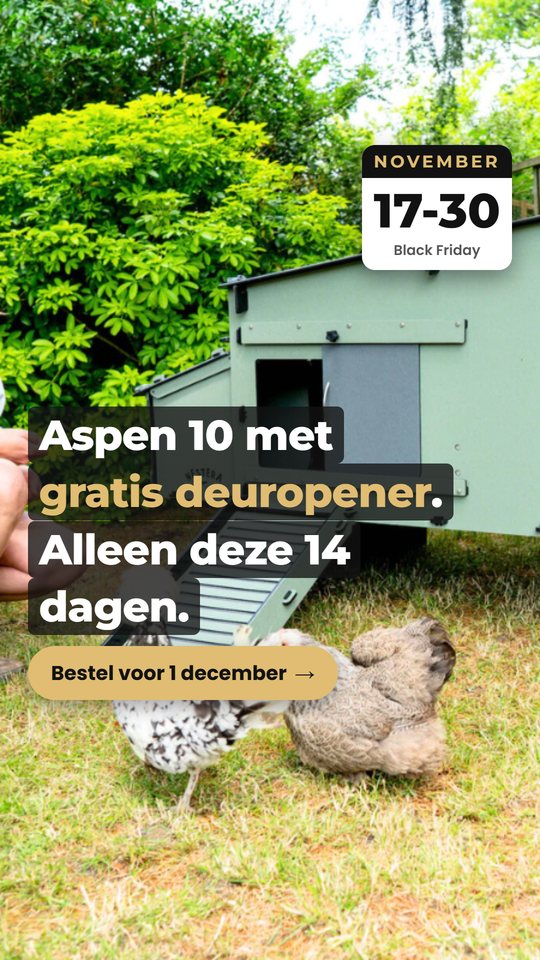 NOVEMBER
17-30
Black Friday
Aspen 10 met
gratis deuropener.
Alleen deze 14
dagen.
Bestel voor 1 december →